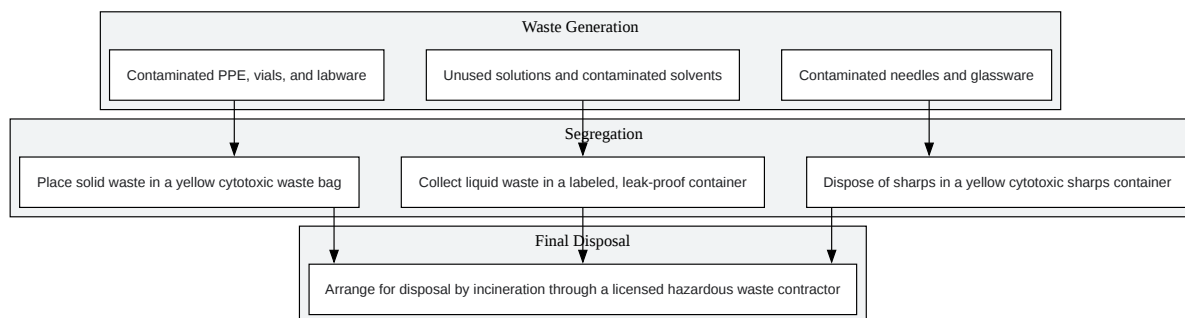 Waste Generation
Contaminated PPE, vials, and labware
Unused solutions and contaminated solvents
Contaminated needles and glassware
Segregation
Place solid waste in a yellow cytotoxic waste bag
Collect liquid waste in a labeled, leak-proof container
Dispose of sharps in a yellow cytotoxic sharps container
Final Disposal
Arrange for disposal by incineration through a licensed hazardous waste contractor